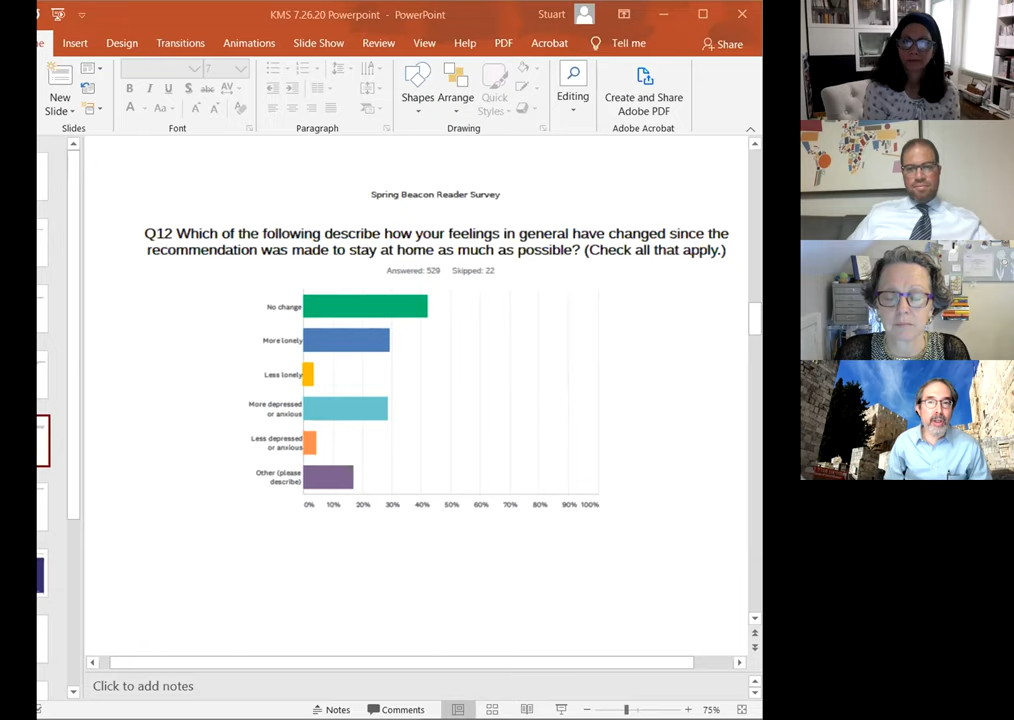 KMS 7.26.20 Powerpoint - PowerPoint
Stuart
Insert Design Transitions Animations Slide Show Review View Help PDF Acrobat Tell me Share
7
New
Slide
Slides
B I U S abc AV
A Aa A A
Font
Paragraph
Shapes Arrange Quick
Styles
Drawing
Editing
Create and Share
Adobe PDF
Adobe Acrobat
Spring Beacon Reader Survey
Q12 Which of the following describe how your feelings in general have changed since the
recommendation was made to stay at home as much as possible? (Check all that apply.)
Answered: 529 Skipped: 22
No change
More lonely
Less lonely
More depressed
or anxious
Less depressed
or anxious
Other (please
describe)
0% 10% 20% 30% 40% 50% 60% 70% 80% 90% 100%
Click to add notes
Notes Comments 75%